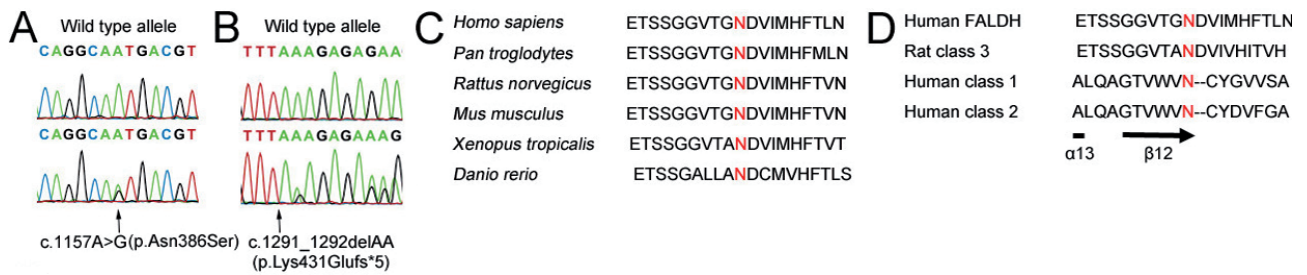 A
Wild type allele
CAGGCAATGACGT
CAGGCAATGACGT
c.1157A>G(p.Asn386Ser)
B
Wild type allele
TTTAAAGAGAGAA
TTTAAAGAGAAAG
c.1291_1292delAA
(p.Lys431Glufs*5)
C
Homo sapiens ETSSGGVTGNDVIMHFTLN
Pan troglodytes ETSSGGVTGNDVIMHFMLN
Rattus norvegicus ETSSGGVTGNDVIMHFTVN
Mus musculus ETSSGGVTGNDVIMHFTVN
Xenopus tropicalis ETSSGGVTANDVIMHFTVT
Danio rerio ETSSGALLANDCMVHFTLS
D
Human FALDH ETSSGGVTGNDVIMHFTLN
Rat class 3 ETSSGGVTANDVIVHITVH
Human class 1 ALQAGTVWVN--CYGVVSA
Human class 2 ALQAGTVWVN--CYDVFGA
α13 β12